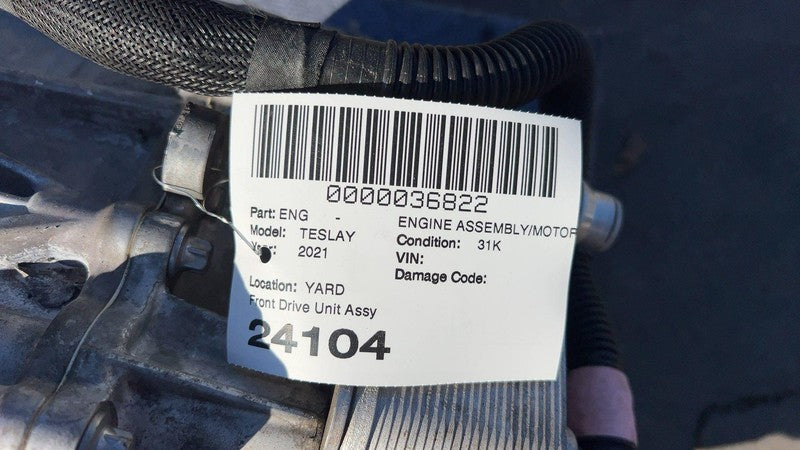 0000036822
Part: ENG - ENGINE ASSEMBLY/MOTOR
Model: TESLAY Condition: 31K
Year: 2021 VIN:
Damage Code:
Location: YARD
Front Drive Unit Assy
24104